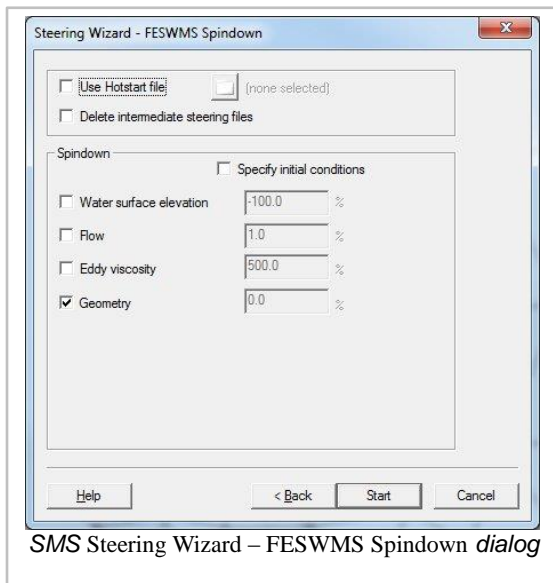 Steering Wizard - FESWMS Spindown
Use Hotstart file (none selected)
Delete intermediate steering files
Spindown
Specify initial conditions
Water surface elevation -100.0 %
Flow 1.0 %
Eddy viscosity 500.0 %
Geometry 0.0 %
Help < Back Start Cancel
SMS Steering Wizard – FESWMS Spindown dialog